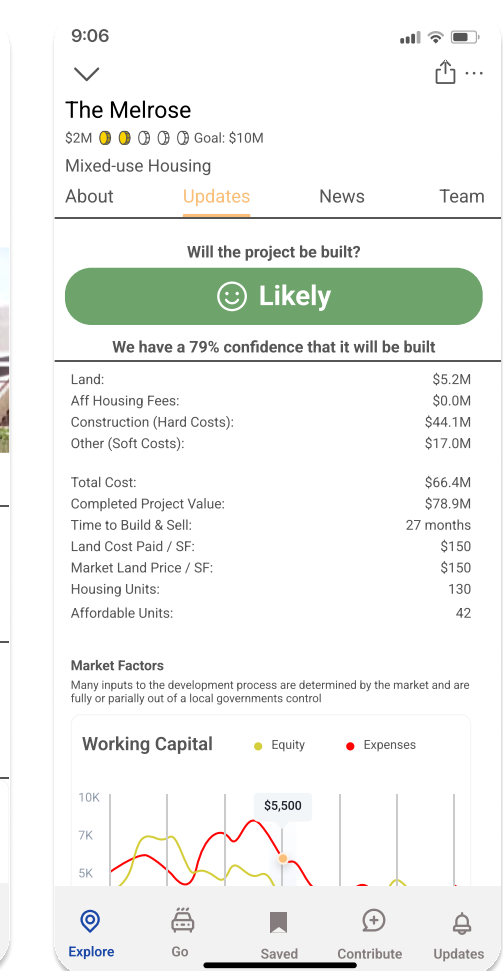 9:06
The Melrose
$2M Goal: $10M
Mixed-use Housing
About Updates News Team
Will the project be built?
Likely
We have a 79% confidence that it will be built
Land: $5.2M
Aff Housing Fees: $0.0M
Construction (Hard Costs): $44.1M
Other (Soft Costs): $17.0M
Total Cost: $66.4M
Completed Project Value: $78.9M
Time to Build & Sell: 27 months
Land Cost Paid / SF: $150
Market Land Price / SF: $150
Housing Units: 130
Affordable Units: 42
Market Factors
Many inputs to the development process are determined by the market and are
fully or parially out of a local governments control
Working Capital Equity Expenses
10K
$5,500
7K
5K
Explore Go Saved Contribute Updates